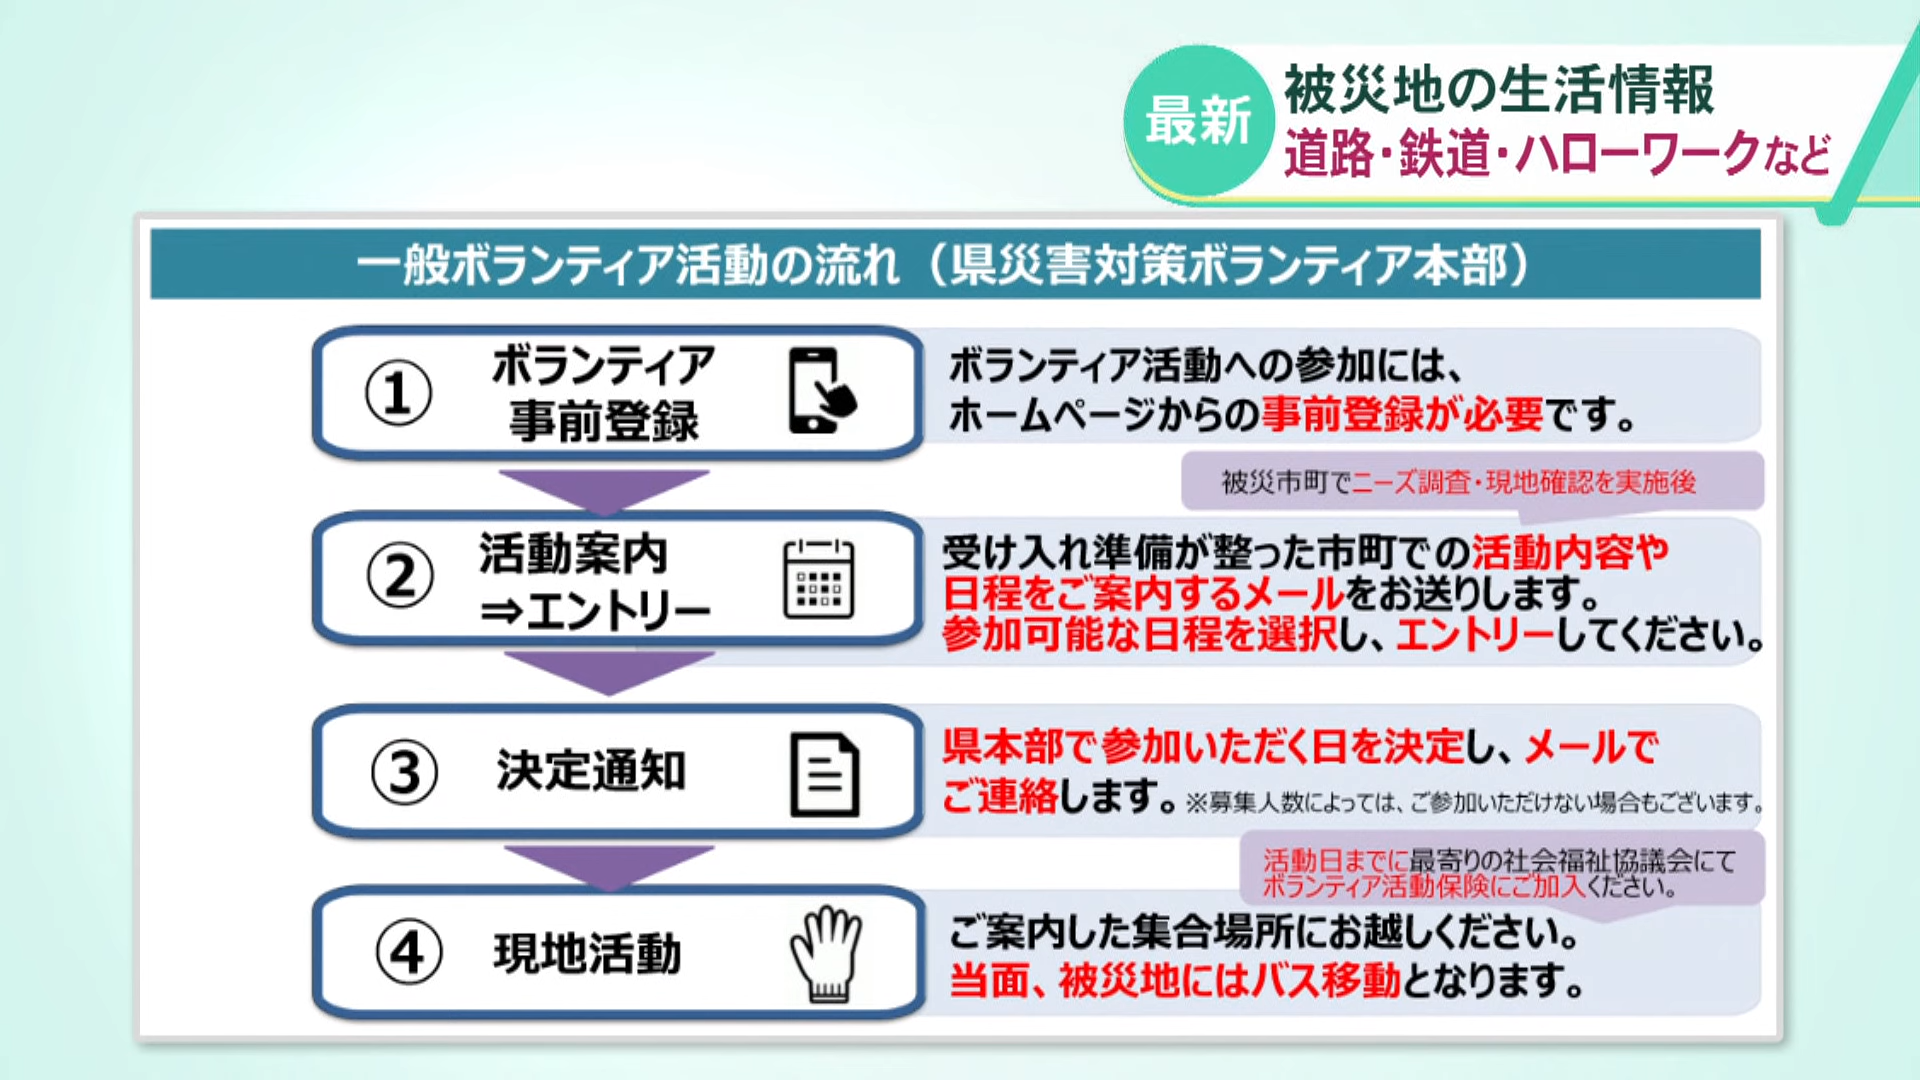 最新
被災地の生活情報
道路・鉄道・ハローワークなど
一般ボランティア活動の流れ（県災害対策ボランティア本部）
①
ボランティア
事前登録
ボランティア活動への参加には、
ホームページからの事前登録が必要です。
被災市町でニーズ調査・現地確認を実施後
②
活動案内
⇒エントリー
受け入れ準備が整った市町での活動内容や
日程をご案内するメールをお送りします。
参加可能な日程を選択し、エントリーしてください。
③
決定通知
県本部で参加いただく日を決定し、メールで
ご連絡します。※募集人数によっては、ご参加いただけない場合もございます。
活動日までに最寄りの社会福祉協議会にて
ボランティア活動保険にご加入ください。
④
現地活動
ご案内した集合場所にお越しください。
当面、被災地にはバス移動となります。